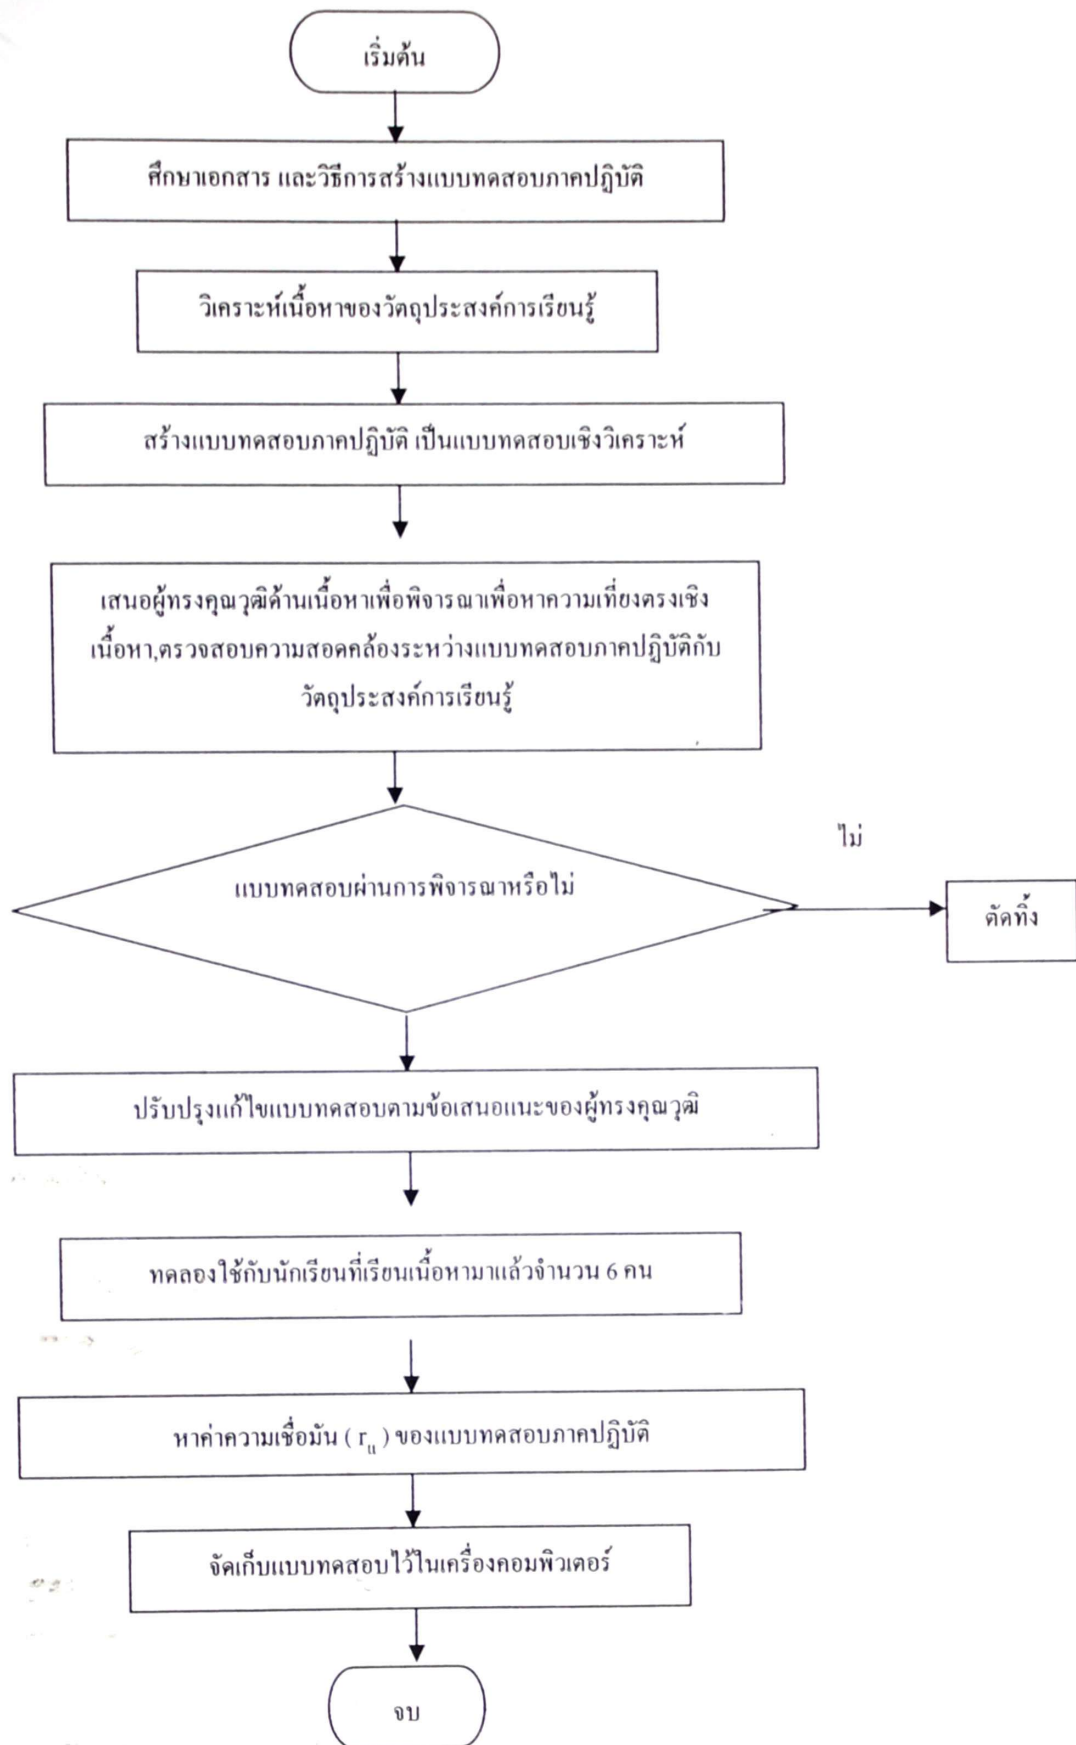 เริ่มต้น
ศึกษาเอกสาร และวิธีการสร้างแบบทดสอบภาคปฏิบัติ
วิเคราะห์เนื้อหาของวัตถุประสงค์การเรียนรู้
สร้างแบบทดสอบภาคปฏิบัติ เป็นแบบทดสอบเชิงวิเคราะห์
เสนอผู้ทรงคุณวุฒิด้านเนื้อหาเพื่อพิจารณาเพื่อหาความเที่ยงตรงเชิง
เนื้อหา,ตรวจสอบความสอดคล้องระหว่างแบบทดสอบภาคปฏิบัติกับ
วัตถุประสงค์การเรียนรู้
ไม่
แบบทดสอบผ่านการพิจารณาหรือไม่
ตัดทิ้ง
ปรับปรุงแก้ไขแบบทดสอบตามข้อเสนอแนะของผู้ทรงคุณวุฒิ
ทดลองใช้กับนักเรียนที่เรียนเนื้อหามาแล้วจำนวน 6 คน
หาค่าความเชื่อมั่น ( r_tt ) ของแบบทดสอบภาคปฏิบัติ
จัดเก็บแบบทดสอบไว้ในเครื่องคอมพิวเตอร์
จบ